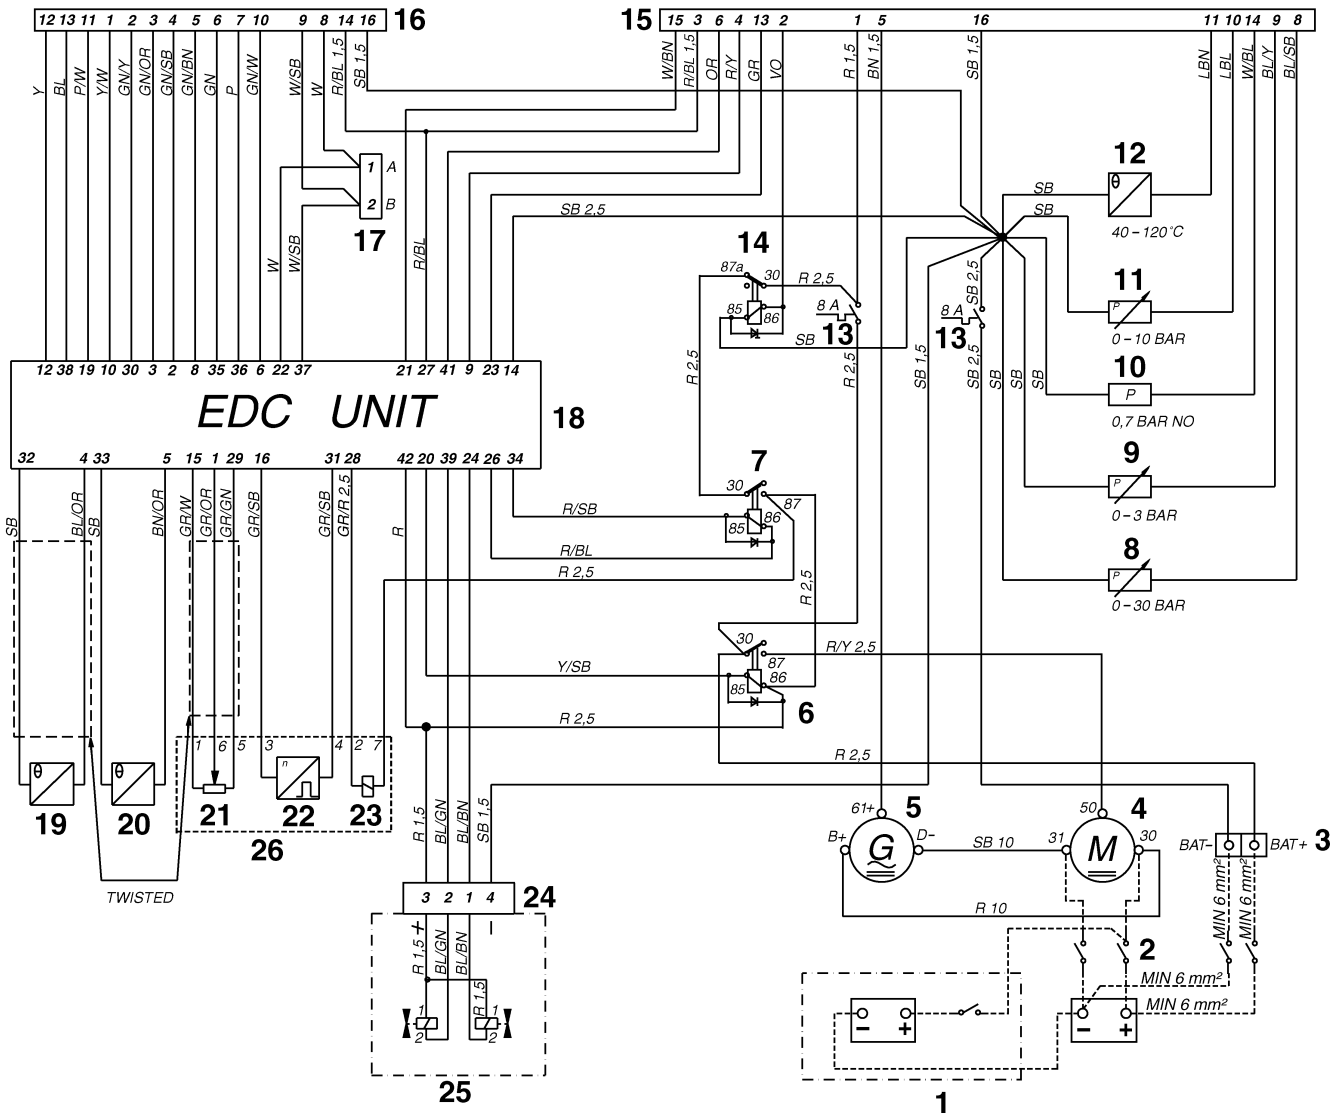 12 13 11 1 2 3 4 5 6 7 10 9 8 14 16 16
15 15 3 6 4 13 2 1 5 16 11 10 14 9 8
Y BL P/W Y/W GN/Y GN/OR GN/SB GN/BN GN P GN/W W/SB W R/BL 1,5 SB 1,5
W/BN R/BL 1,5 OR R/Y GR VO R 1,5 BN 1,5 SB 1,5 LBN LBL W/BL BL/Y BL/SB
1 A
2 B
17
W W/SB R/BL
SB 2,5
12
SB
SB
40–120°C
14
87a 30 R 2,5
85 86
SB
8 A
13
SB 2,5
8 A
13
11
P
0–10 BAR
R 2,5 R 2,5 SB 1,5 SB 2,5 SB SB SB
10
P
0,7 BAR NO
12 38 19 10 30 3 2 8 35 36 6 22 37 21 27 41 9 23 14
EDC UNIT
18
32 4 33 5 15 1 29 16 31 28 42 20 39 24 26 34
7
30 87
85 86
9
P
0–3 BAR
SB BL/OR SB BN/OR GR/W GR/OR GR/GN GR/SB GR/SB GR/R 2,5 R
R/SB
R/BL
R 2,5
R 2,5
8
P
0–30 BAR
30 87
R/Y 2,5
Y/SB
85 86
6
R 2,5
R 2,5
θ
θ
θ
1 6 5 3 4 2 7
n
19 20 21 22 23
26
TWISTED
R 1,5 BL/GN BL/BN SB 1,5
3 2 1 4
24
+ –
R 1,5 BL/GN BL/BN R 1,5
1 1
2 2
25
61+ 5
B+ G D–
SB 10
50 4
31 M 30
R 10
BAT– BAT+ 3
MIN 6 mm² MIN 6 mm²
2
MIN 6 mm²
MIN 6 mm²
– +
– +
1